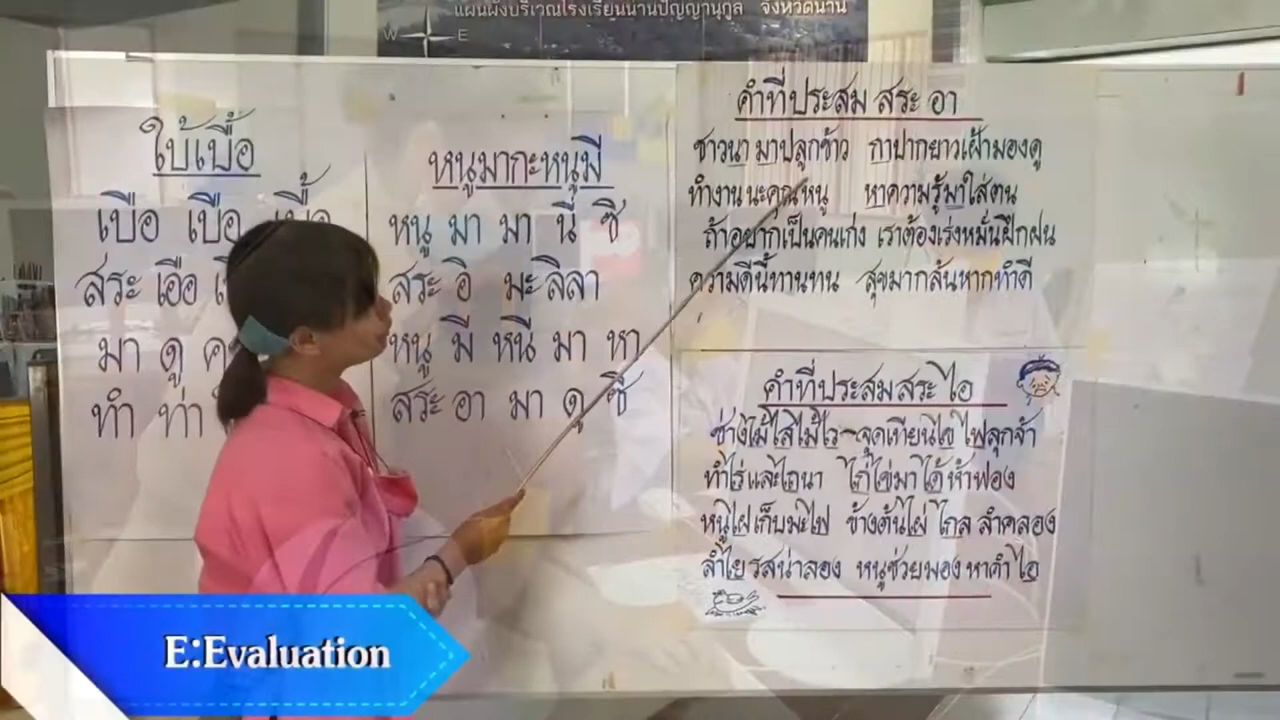 แผนผังบริเวณโรงเรียนน่านปัญญานุกูล จังหวัดน่าน
W E
ใบ้เบื้อ
เบือ เบือ เบื้อ
สระ เอือ
มา ดู
ทำ ท่า
หนูมากะหนูมี
หนู มา มา นี่ ซิ
สระ อิ มะลิลา
หนู มี หนี มา หา
สระ อา มา ดู ซิ
คำที่ประสม สระ อา
ชาวนา มาปลูกข้าว กาปากยาวเฝ้ามองดู
ทำงานนะคุณหนู หาความรู้มาใส่ตน
ถ้าอยากเป็นคนเก่ง เราต้องเร่งหมั่นฝึกฝน
ความดีนี้ทานทน สุขมากล้นหากทำดี
คำที่ประสมสระไอ
ช่างไม้ใสไม้ไร จุดเทียนไข ไฟลุกจ้า
ทำไร่และไถนา ไก่ไข่มาได้ห้าฟอง
หนูไปเก็บมะไฟ ข้างต้นไผ่ ไกล ลำคลอง
ลำไยรสน่าลอง หนูช่วยพองหาคำไอ
E:Evaluation